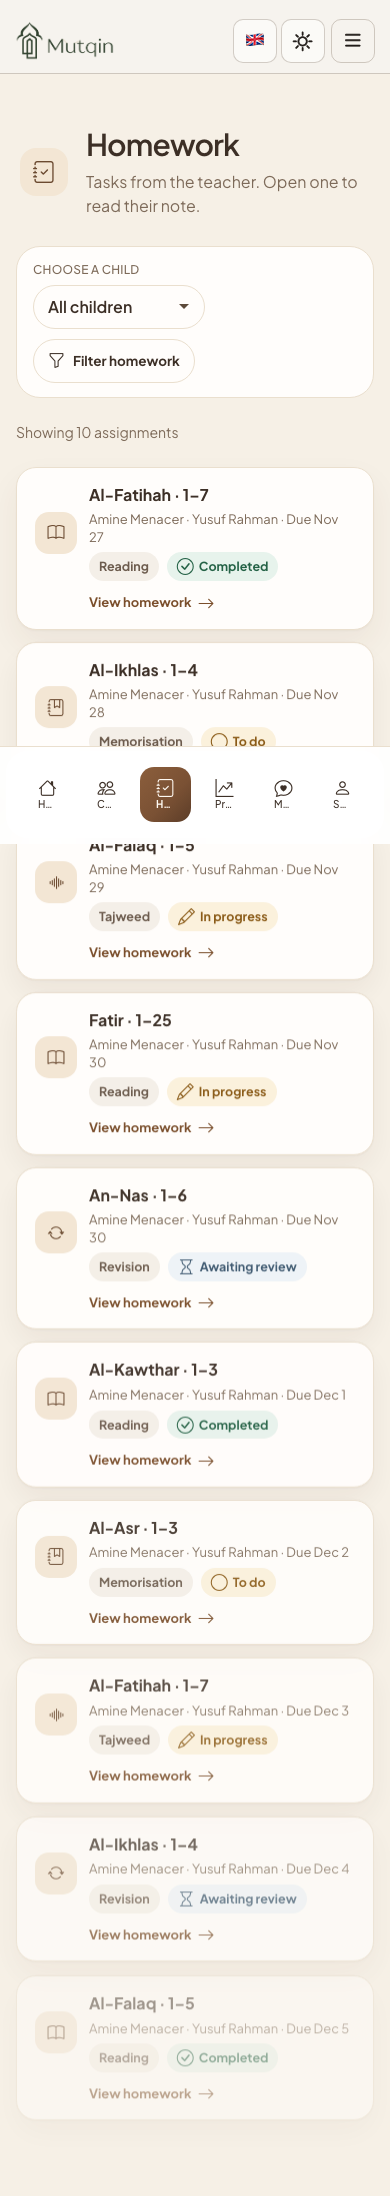 Mutqin
Homework
Tasks from the teacher. Open one to
read their note.
CHOOSE A CHILD
All children
Filter homework
Showing 10 assignments
Al-Fatihah · 1–7
Amine Menacer · Yusuf Rahman · Due Nov
27
Reading Completed
View homework
Al-Ikhlas · 1–4
Amine Menacer · Yusuf Rahman · Due Nov
28
Memorisation To do
H... C... H... Pr... M... S...
Al-Falaq · 1–5
Amine Menacer · Yusuf Rahman · Due Nov
29
Tajweed In progress
View homework
Fatir · 1–25
Amine Menacer · Yusuf Rahman · Due Nov
30
Reading In progress
View homework
An-Nas · 1–6
Amine Menacer · Yusuf Rahman · Due Nov
30
Revision Awaiting review
View homework
Al-Kawthar · 1–3
Amine Menacer · Yusuf Rahman · Due Dec 1
Reading Completed
View homework
Al-Asr · 1–3
Amine Menacer · Yusuf Rahman · Due Dec 2
Memorisation To do
View homework
Al-Fatihah · 1–7
Amine Menacer · Yusuf Rahman · Due Dec 3
Tajweed In progress
View homework
Al-Ikhlas · 1–4
Amine Menacer · Yusuf Rahman · Due Dec 4
Revision Awaiting review
View homework
Al-Falaq · 1–5
Amine Menacer · Yusuf Rahman · Due Dec 5
Reading Completed
View homework